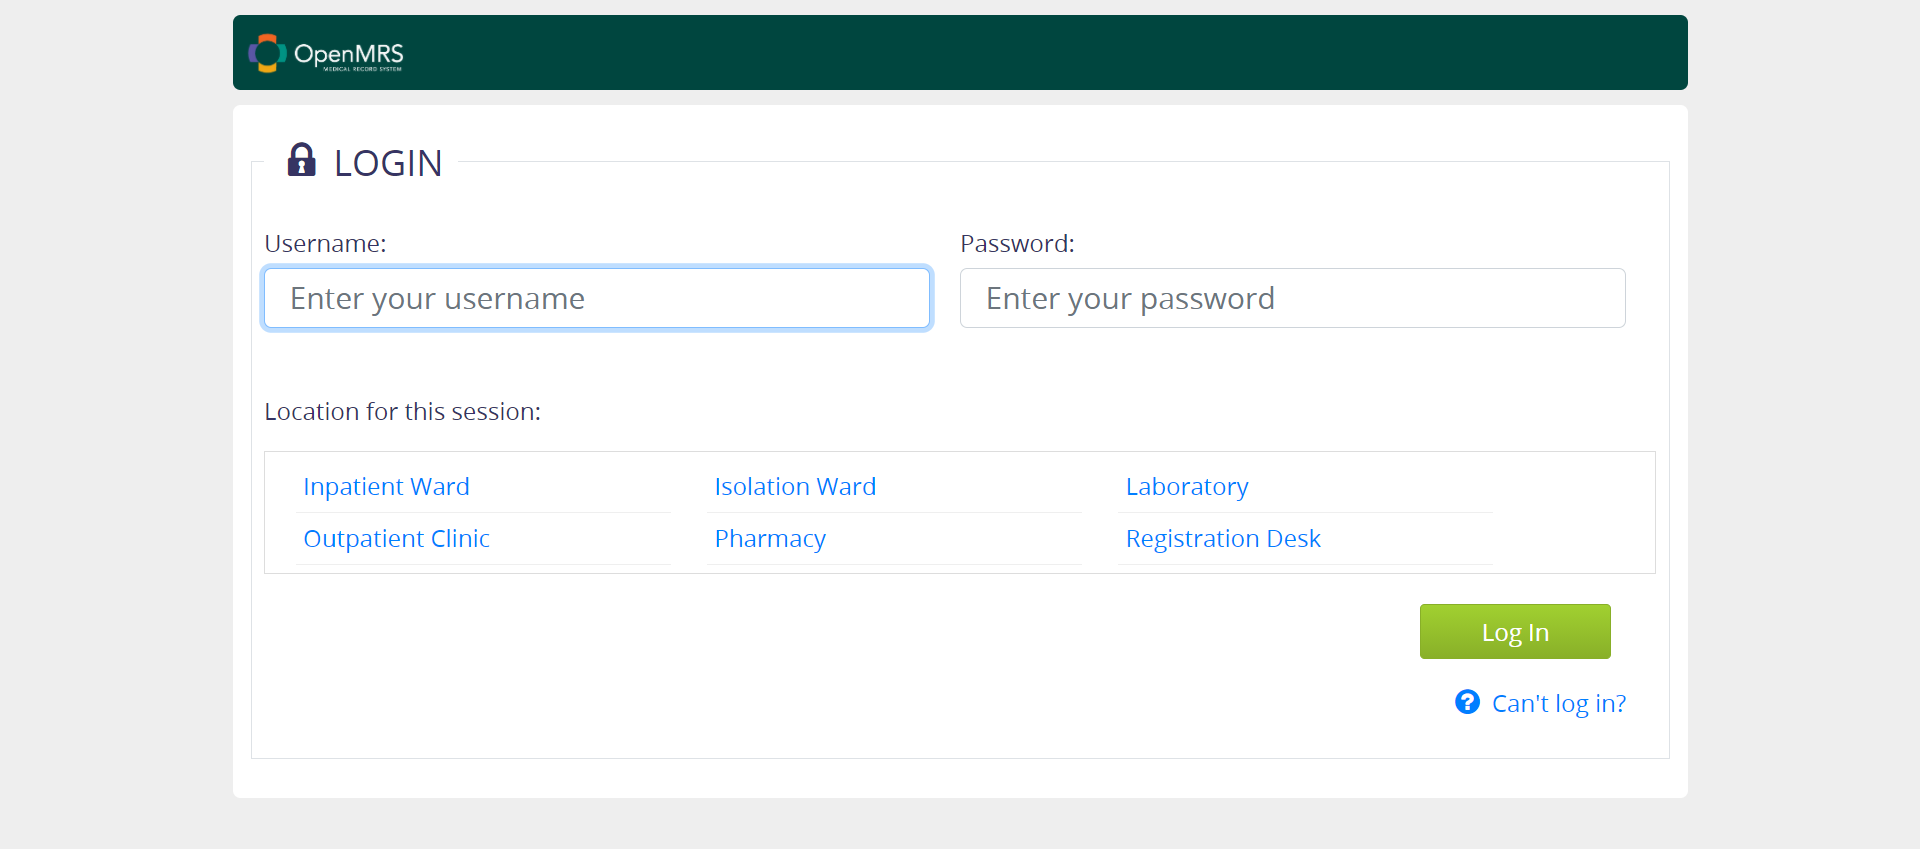 OpenMRS
MEDICAL RECORD SYSTEM
LOGIN
Username: Password:
Enter your username Enter your password
Location for this session:
Inpatient Ward Isolation Ward Laboratory
Outpatient Clinic Pharmacy Registration Desk
Log In
Can't log in?